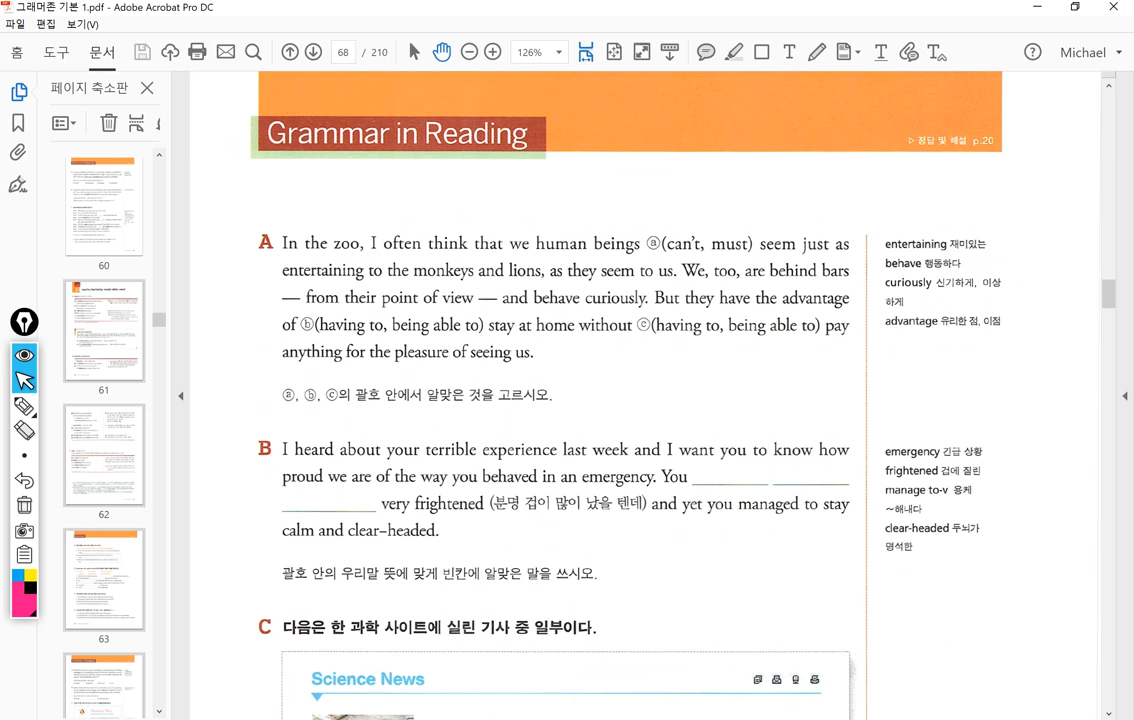 그래머존 기본 1.pdf - Adobe Acrobat Pro DC
파일 편집 보기(V)
홈 도구 문서 68 / 210 126% Michael
페이지 축소판
60
61
62
63
Grammar in Reading
▷ 정답 및 해설 p.20
A In the zoo, I often think that we human beings ⓐ(can't, must) seem just as
entertaining to the monkeys and lions, as they seem to us. We, too, are behind bars
— from their point of view — and behave curiously. But they have the advantage
of ⓑ(having to, being able to) stay at home without ⓒ(having to, being able to) pay
anything for the pleasure of seeing us.
ⓐ, ⓑ, ⓒ의 괄호 안에서 알맞은 것을 고르시오.
entertaining 재미있는
behave 행동하다
curiously 신기하게, 이상
하게
advantage 유리한 점, 이점
B I heard about your terrible experience last week and I want you to know how
proud we are of the way you behaved in an emergency. You ________ ________
________ very frightened (분명 겁이 많이 났을 텐데) and yet you managed to stay
calm and clear-headed.
괄호 안의 우리말 뜻에 맞게 빈칸에 알맞은 말을 쓰시오.
emergency 긴급 상황
frightened 겁에 질린
manage to-v 용케
～해내다
clear-headed 두뇌가
명석한
C 다음은 한 과학 사이트에 실린 기사 중 일부이다.
Science News